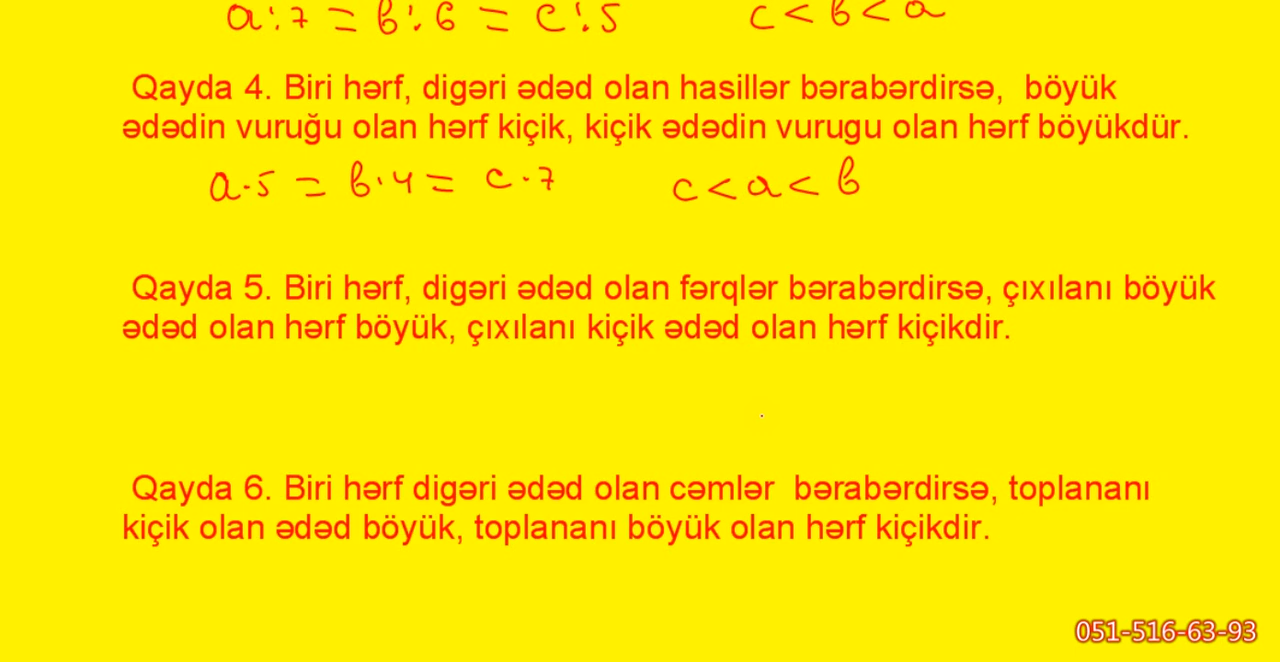 a:7 = b:6 = c:5 c<b<a
Qayda 4. Biri hərf, digəri ədəd olan hasillər bərabərdirsə, böyük
ədədin vuruğu olan hərf kiçik, kiçik ədədin vurugu olan hərf böyükdür.
a·5 = b·4 = c·7 c<a<b
Qayda 5. Biri hərf, digəri ədəd olan fərqlər bərabərdirsə, çıxılanı böyük
ədəd olan hərf böyük, çıxılanı kiçik ədəd olan hərf kiçikdir.
Qayda 6. Biri hərf digəri ədəd olan cəmlər bərabərdirsə, toplananı
kiçik olan ədəd böyük, toplananı böyük olan hərf kiçikdir.
051-516-63-93